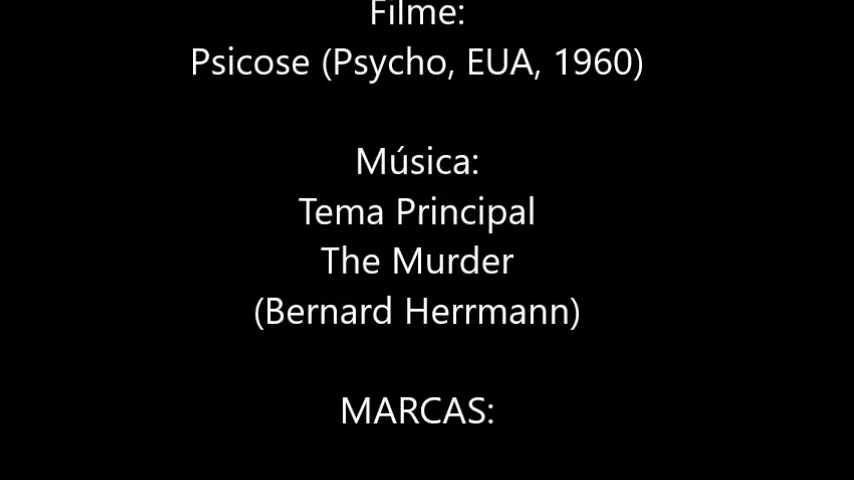 Filme:
Psicose (Psycho, EUA, 1960)
Música:
Tema Principal
The Murder
(Bernard Herrmann)
MARCAS: